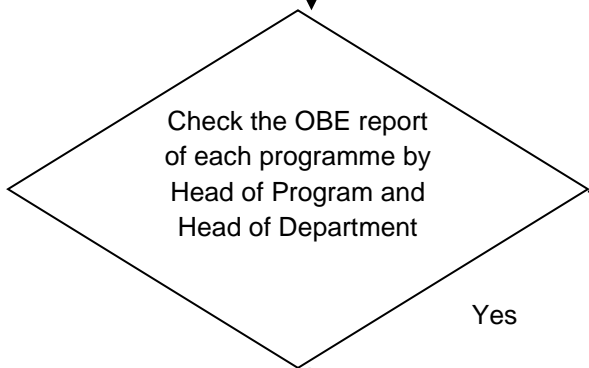 Check the OBE report
of each programme by
Head of Program and
Head of Department
Yes